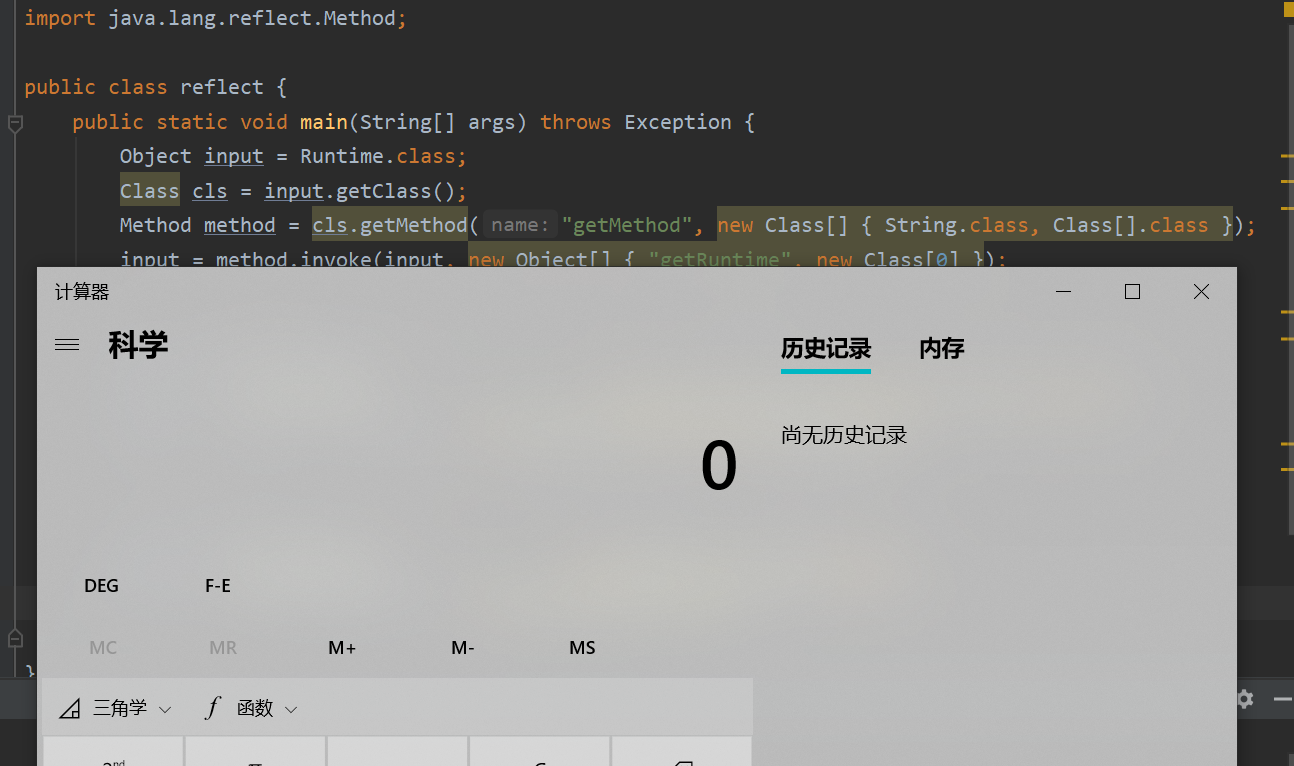 import java.lang.reflect.Method;
public class reflect {
public static void main(String[] args) throws Exception {
Object input = Runtime.class;
Class cls = input.getClass();
Method method = cls.getMethod( name: "getMethod", new Class[] { String.class, Class[].class });
input = method.invoke(input, new Object[] { "getRuntime", new Class[0] });
计算器
科学
历史记录 内存
尚无历史记录
0
DEG F-E
MC MR M+ M- MS
三角学 f 函数
}